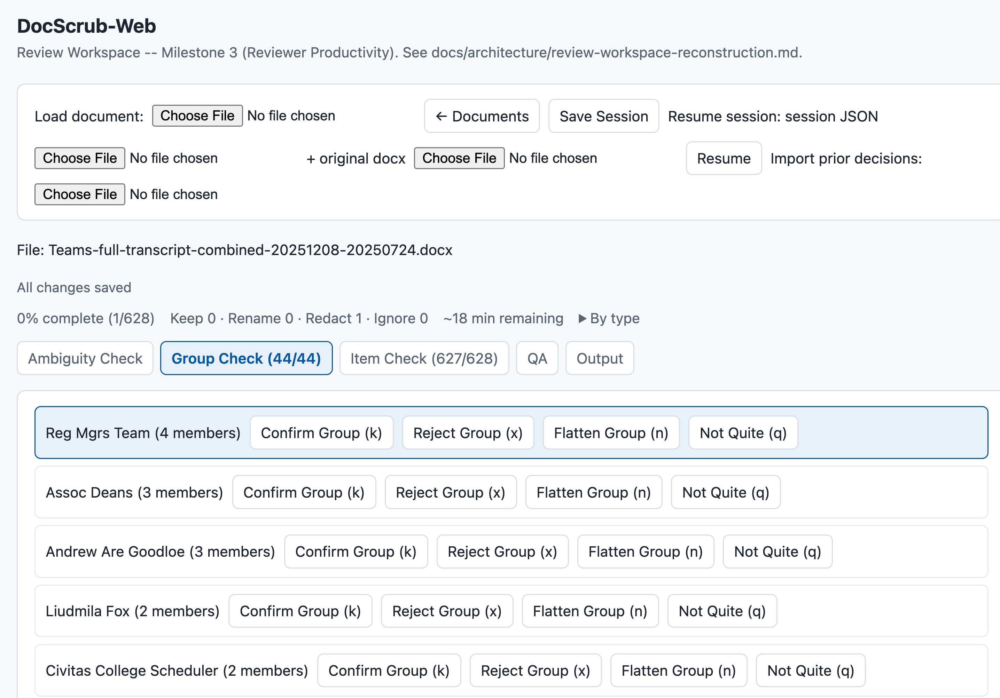 DocScrub-Web
Review Workspace -- Milestone 3 (Reviewer Productivity). See docs/architecture/review-workspace-reconstruction.md.
Load document: Choose File No file chosen ← Documents Save Session Resume session: session JSON
Choose File No file chosen + original docx Choose File No file chosen Resume Import prior decisions:
Choose File No file chosen
File: Teams-full-transcript-combined-20251208-20250724.docx
All changes saved
0% complete (1/628) Keep 0 · Rename 0 · Redact 1 · Ignore 0 ~18 min remaining ▶ By type
Ambiguity Check Group Check (44/44) Item Check (627/628) QA Output
Reg Mgrs Team (4 members) Confirm Group (k) Reject Group (x) Flatten Group (n) Not Quite (q)
Assoc Deans (3 members) Confirm Group (k) Reject Group (x) Flatten Group (n) Not Quite (q)
Andrew Are Goodloe (3 members) Confirm Group (k) Reject Group (x) Flatten Group (n) Not Quite (q)
Liudmila Fox (2 members) Confirm Group (k) Reject Group (x) Flatten Group (n) Not Quite (q)
Civitas College Scheduler (2 members) Confirm Group (k) Reject Group (x) Flatten Group (n) Not Quite (q)